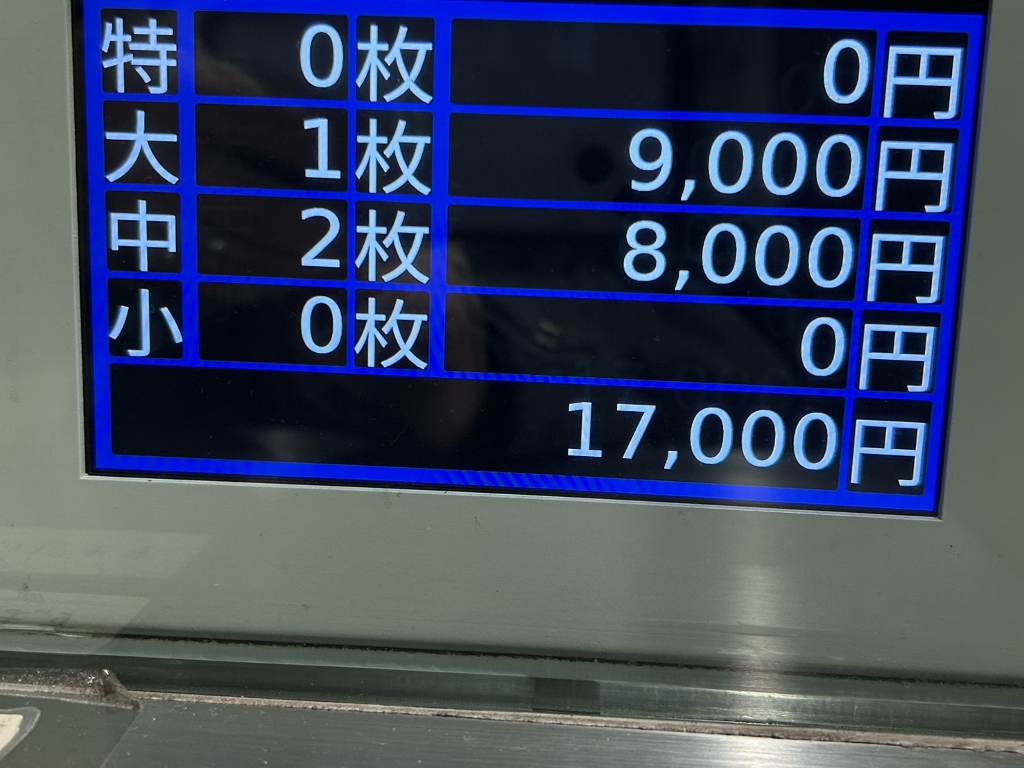 特 0枚 0円
大 1枚 9,000円
中 2枚 8,000円
小 0枚 0円
17,000円